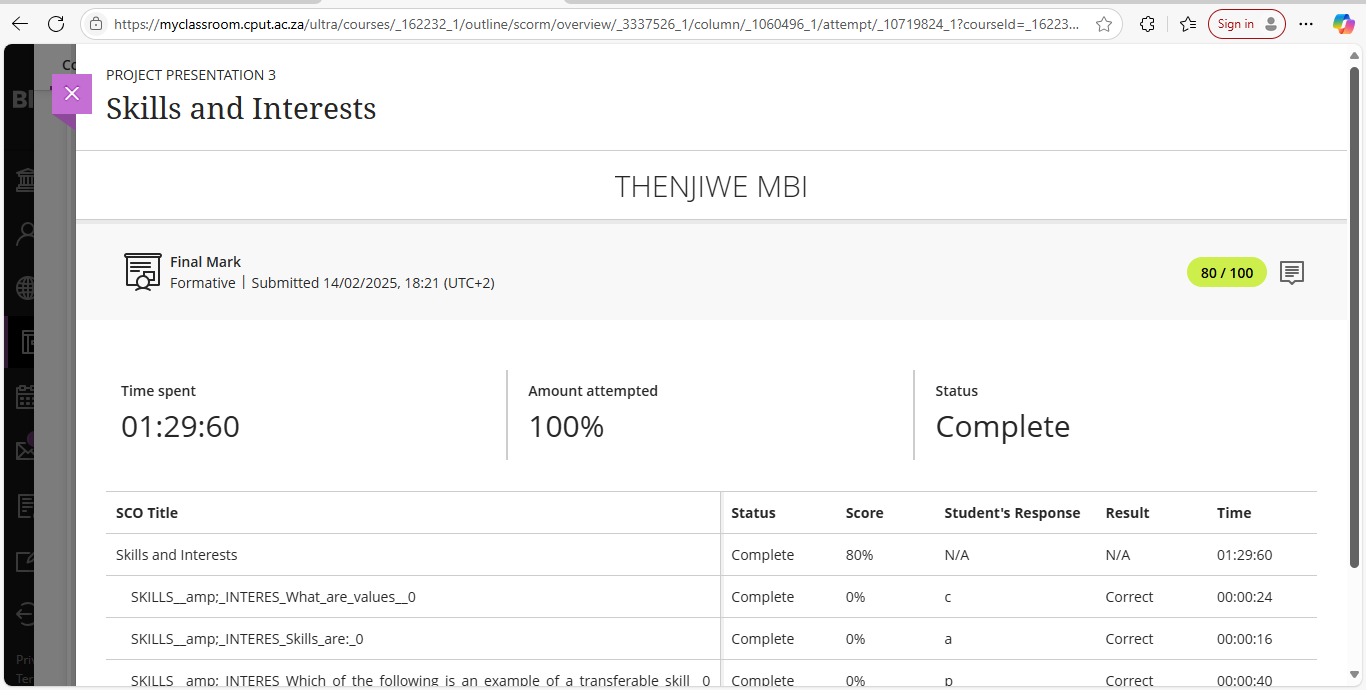 https://myclassroom.cput.ac.za/ultra/courses/_162232_1/outline/scorm/overview/_3337526_1/column/_1060496_1/attempt/_10719824_1?courseId=_16223...
Sign in
PROJECT PRESENTATION 3
Skills and Interests
THENJIWE MBI
Final Mark
Formative | Submitted 14/02/2025, 18:21 (UTC+2)
80 / 100
Time spent
01:29:60
Amount attempted
100%
Status
Complete
SCO Title Status Score Student's Response Result Time
Skills and Interests Complete 80% N/A N/A 01:29:60
SKILLS__amp;_INTERES_What_are_values__0 Complete 0% c Correct 00:00:24
SKILLS__amp;_INTERES_Skills_are:_0 Complete 0% a Correct 00:00:16
SKILLS__amp;_INTERES_Which_of_the_following_is_an_example_of_a_transferable_skill__0 Complete 0% Correct 00:00:40